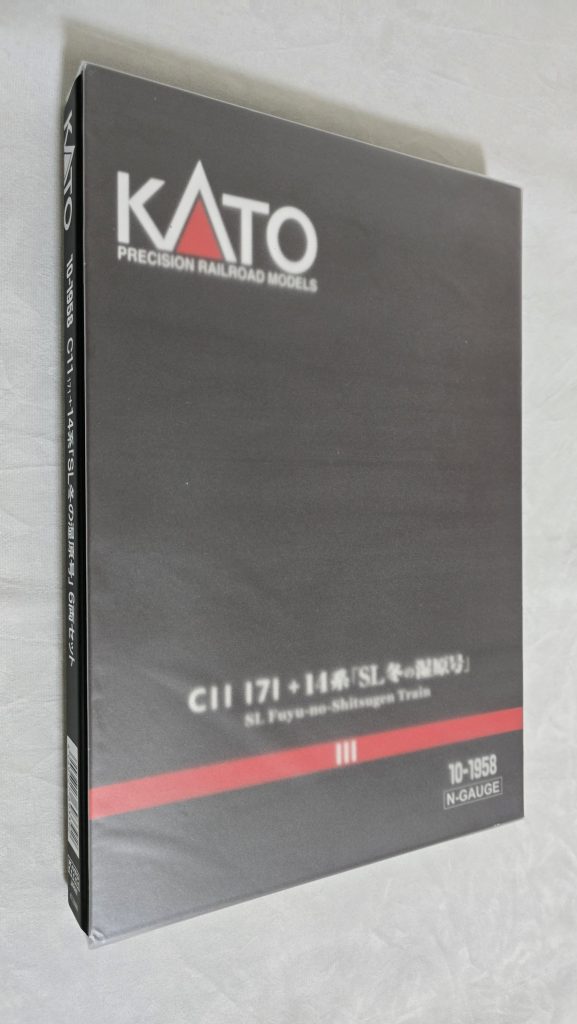 KATO
PRECISION RAILROAD MODELS
C11 171 + 14系「SL冬の湿原号」
SL Fuyu-no-Shitsugen Train
10-1958
N-GAUGE
KATO 10-1958 C11 171+14系「SL冬の湿原号」 6両セット